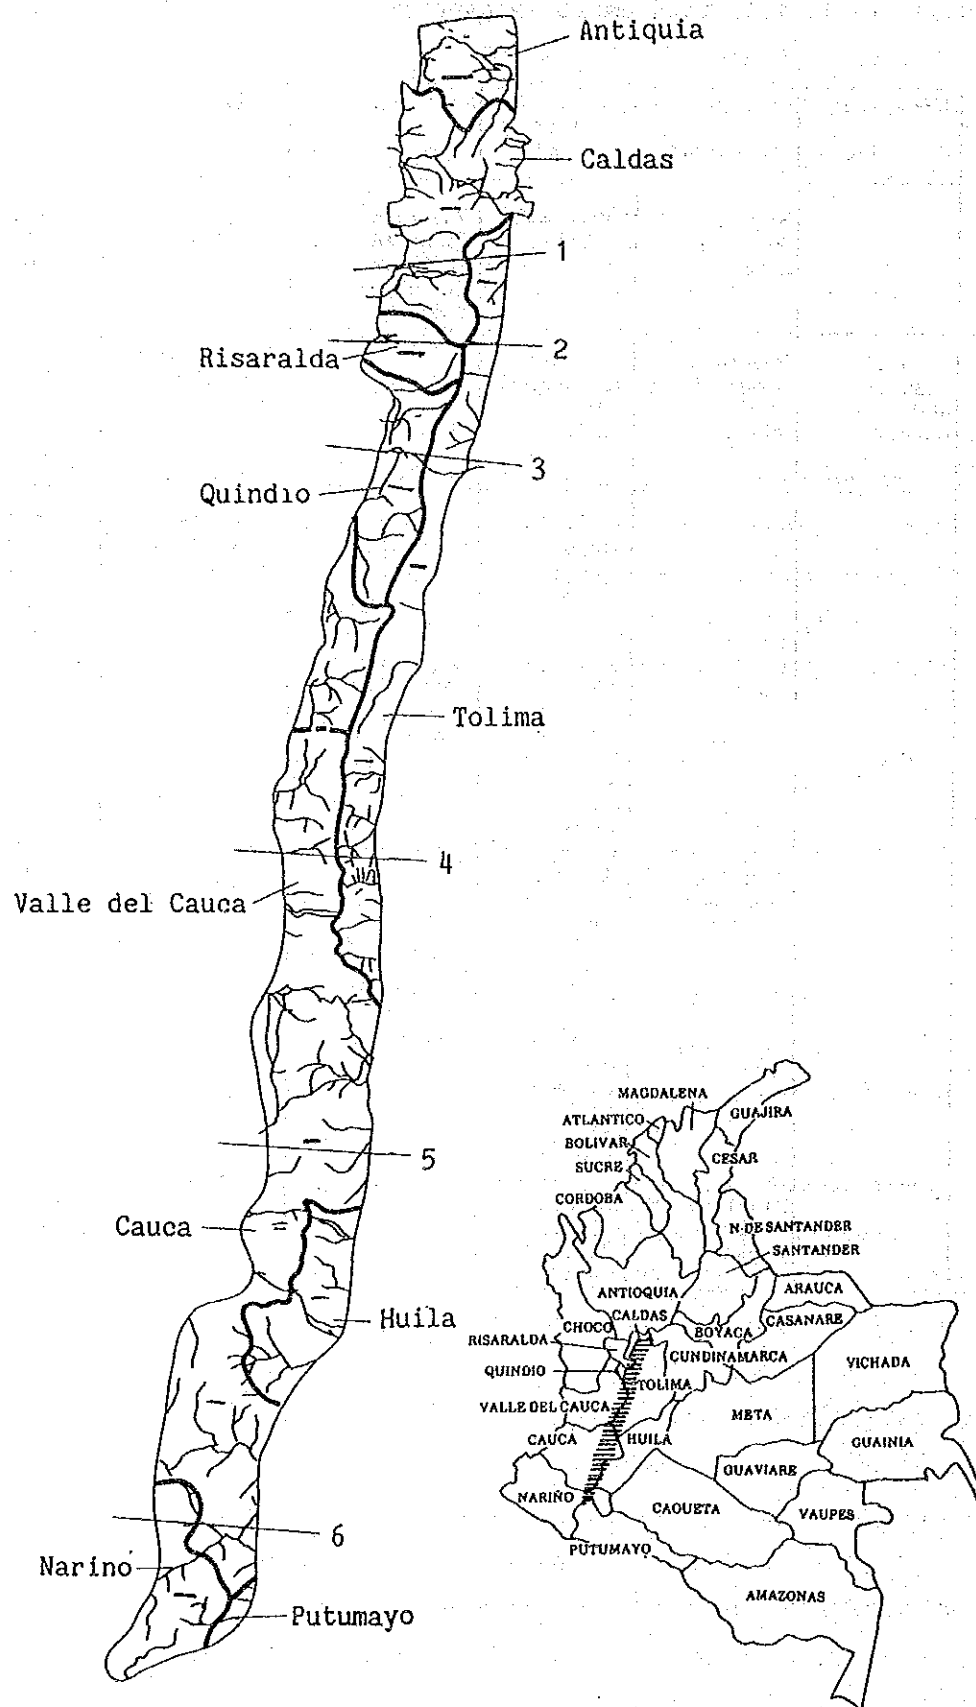 Antiquia
Caldas
1
2
Risaralda
3
Quindio
Tolima
4
Valle del Cauca
5
Cauca
Huila
6
Narino
Putumayo
MAGDALENA
ATLANTICO
GUAJIRA
BOLIVAR
CESAR
SUCRE
CORDOBA
N. DE SANTANDER
SANTANDER
ANTIOQUIA
ARAUCA
CALDAS
CHOCO
BOYACA
CASANARE
RISARALDA
CUNDINAMARCA
VICHADA
QUINDIO
TOLIMA
VALLE DEL CAUCA
META
CAUCA
HUILA
GUAINIA
GUAVIARE
NARIÑO
CAQUETA
VAUPES
PUTUMAYO
AMAZONAS